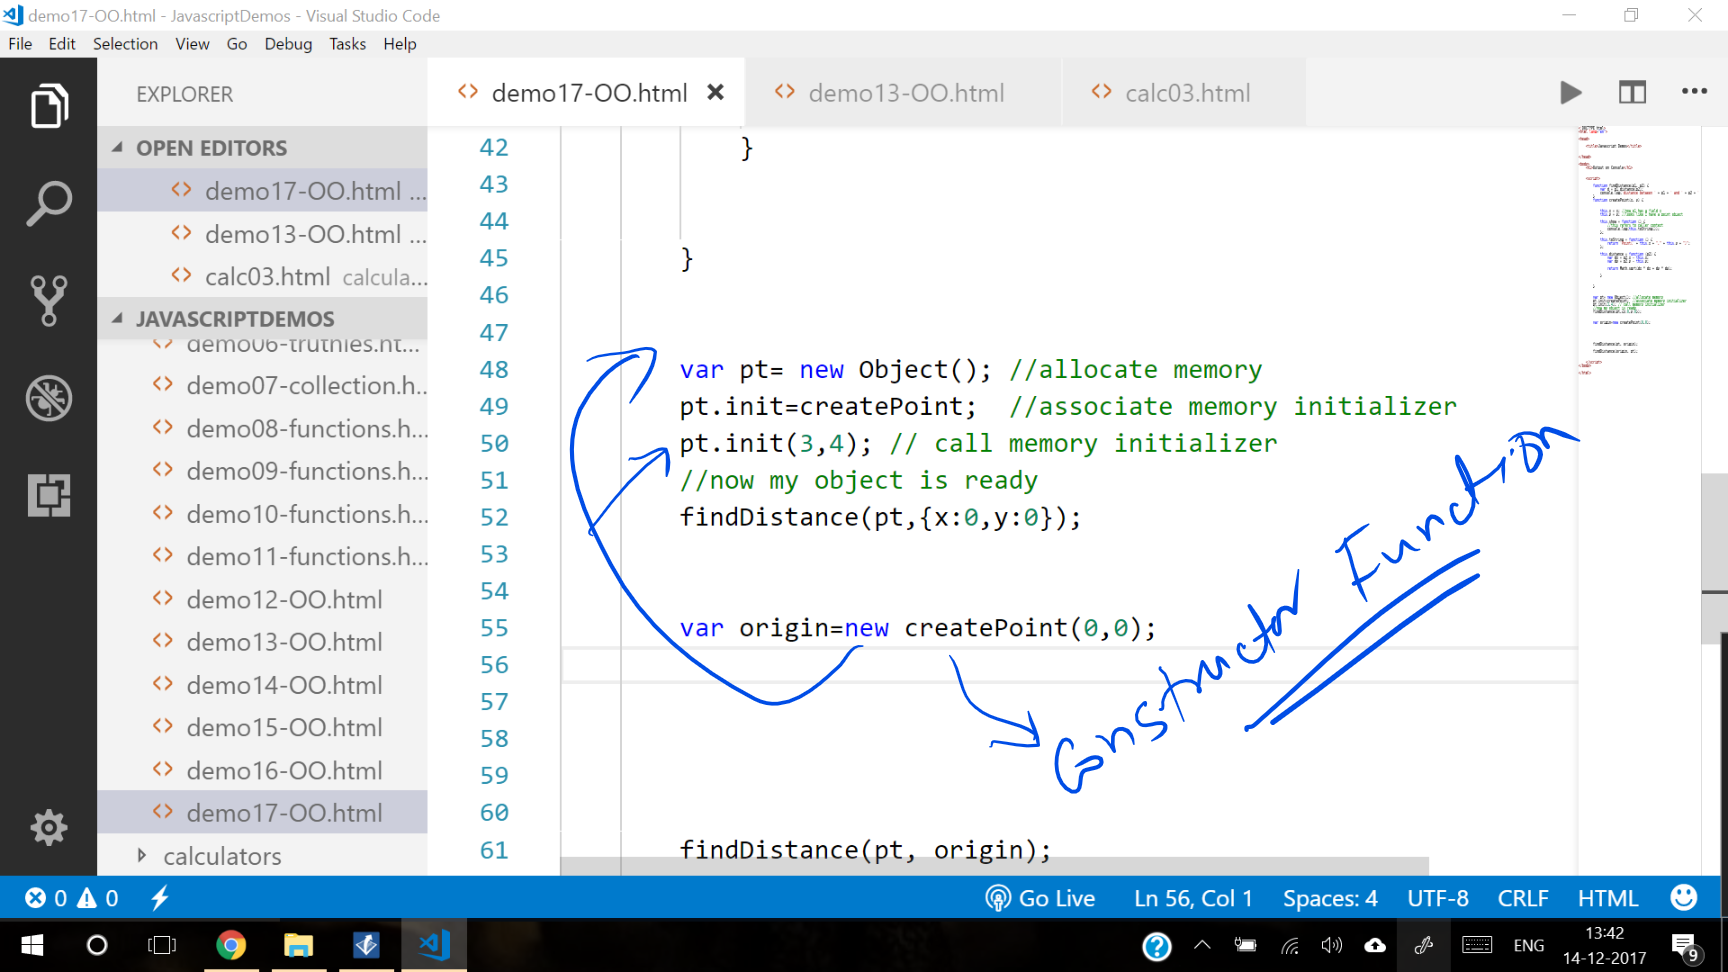 demo17-OO.html - JavascriptDemos - Visual Studio Code
File Edit Selection View Go Debug Tasks Help
EXPLORER
OPEN EDITORS
demo17-OO.html ...
demo13-OO.html ...
calc03.html calcula...
JAVASCRIPTDEMOS
demo06-truthies.ht...
demo07-collection.h...
demo08-functions.h...
demo09-functions.h...
demo10-functions.h...
demo11-functions.h...
demo12-OO.html
demo13-OO.html
demo14-OO.html
demo15-OO.html
demo16-OO.html
demo17-OO.html
calculators
demo17-OO.html demo13-OO.html calc03.html
42 }
43
44
45 }
46
47
48 var pt= new Object(); //allocate memory
49 pt.init=createPoint; //associate memory initializer
50 pt.init(3,4); // call memory initializer
51 //now my object is ready
52 findDistance(pt,{x:0,y:0});
53
54
55 var origin=new createPoint(0,0);
56
57
58
59
60
61 findDistance(pt, origin);
Constructor Function
0 0 Go Live Ln 56, Col 1 Spaces: 4 UTF-8 CRLF HTML
ENG 13:42 14-12-2017 9